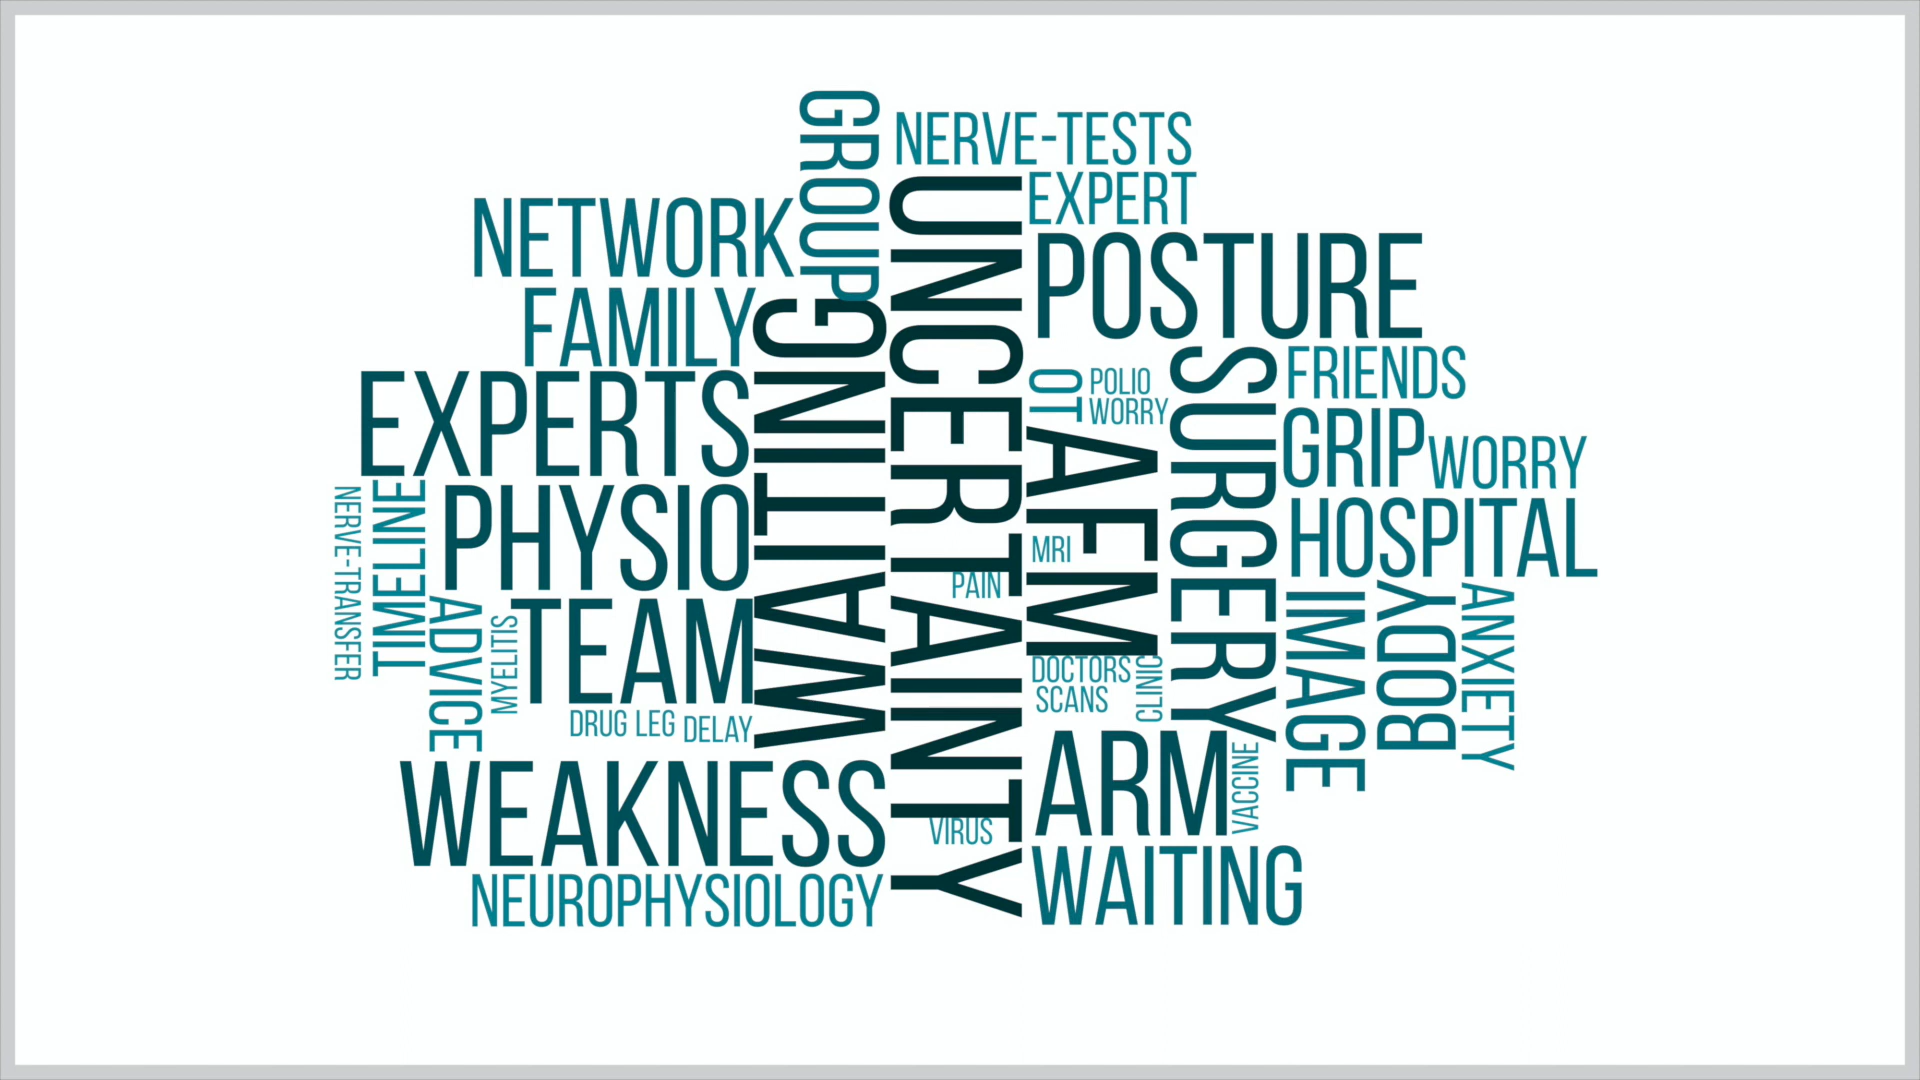 GROUP
NERVE-TESTS
EXPERT
UNCERTAINTY
NETWORK
POSTURE
FAMILY
WAITING
EXPERTS
SURGERY
FRIENDS
OT
POLIO
WORRY
GRIP
WORRY
AFM
PHYSIO
NERVE-TRANSFER
TIMELINE
HOSPITAL
MRI
PAIN
TEAM
ADVICE
MYELITIS
IMAGE
BODY
ANXIETY
DOCTORS
SCANS
CLINIC
DRUG
LEG
DELAY
ARM
VACCINE
WEAKNESS
VIRUS
WAITING
NEUROPHYSIOLOGY